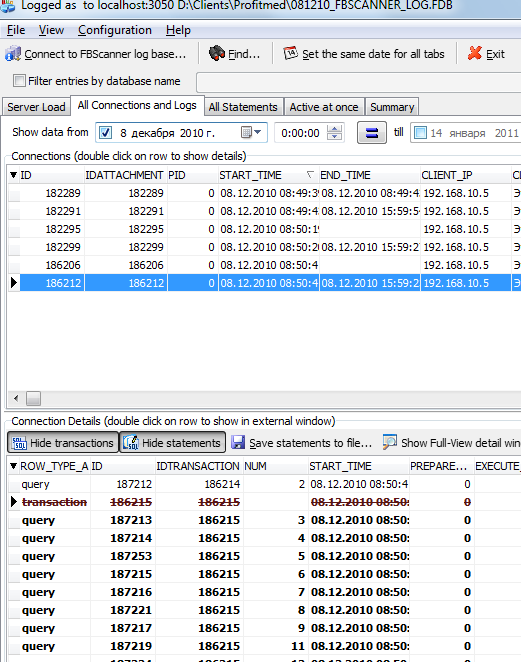 Logged as to localhost:3050 D:\Clients\Profitmed\081210_FBSCANNER_LOG.FDB
File View Configuration Help
Connect to FBScanner log base... Find... Set the same date for all tabs Exit
Filter entries by database name
Server Load All Connections and Logs All Statements Active at once Summary
Show data from 8 декабря 2010 г. 0:00:00 till 14 января 2011
Connections (double click on row to show details)
ID IDATTACHMENT PID START_TIME END_TIME CLIENT_IP
182289 182289 0 08.12.2010 08:49:39 08.12.2010 08:49:4 192.168.10.5
182291 182291 0 08.12.2010 08:49:4 08.12.2010 15:59:5 192.168.10.5
182295 182295 0 08.12.2010 08:50:19 192.168.10.5
182299 182299 0 08.12.2010 08:50:20 08.12.2010 15:59:2 192.168.10.5
186206 186206 0 08.12.2010 08:50:4 192.168.10.5
186212 186212 0 08.12.2010 08:50:4 08.12.2010 15:59:2 192.168.10.5
Connection Details (double click on row to show in external window)
Hide transactions Hide statements Save statements to file... Show Full-View detail win
ROW_TYPE_A ID IDTRANSACTION NUM START_TIME PREPARE... EXECUTE_
query 187212 186214 2 08.12.2010 08:50:4 0
transaction 186215 186215 08.12.2010 08:50: 0
query 187213 186215 3 08.12.2010 08:50: 0
query 187214 186215 4 08.12.2010 08:50: 0
query 187253 186215 5 08.12.2010 08:50: 0
query 187215 186215 6 08.12.2010 08:50: 0
query 187216 186215 7 08.12.2010 08:50: 0
query 187221 186215 8 08.12.2010 08:50: 0
query 187217 186215 9 08.12.2010 08:50: 0
query 187219 186215 11 08.12.2010 08:50: 0